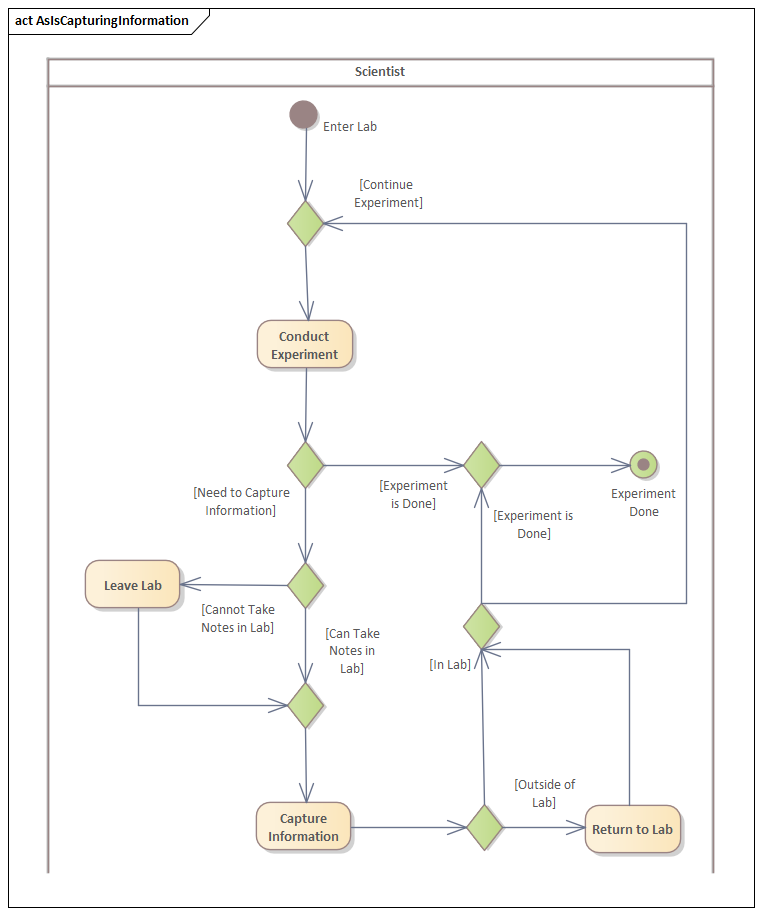 act AsIsCapturingInformation
Scientist
Enter Lab
[Continue
Experiment]
Conduct
Experiment
[Need to Capture
Information]
[Experiment
is Done]
Experiment
Done
[Experiment is
Done]
Leave Lab
[Cannot Take
Notes in Lab]
[Can Take
Notes in
Lab]
[In Lab]
[Outside of
Lab]
Capture
Information
Return to Lab